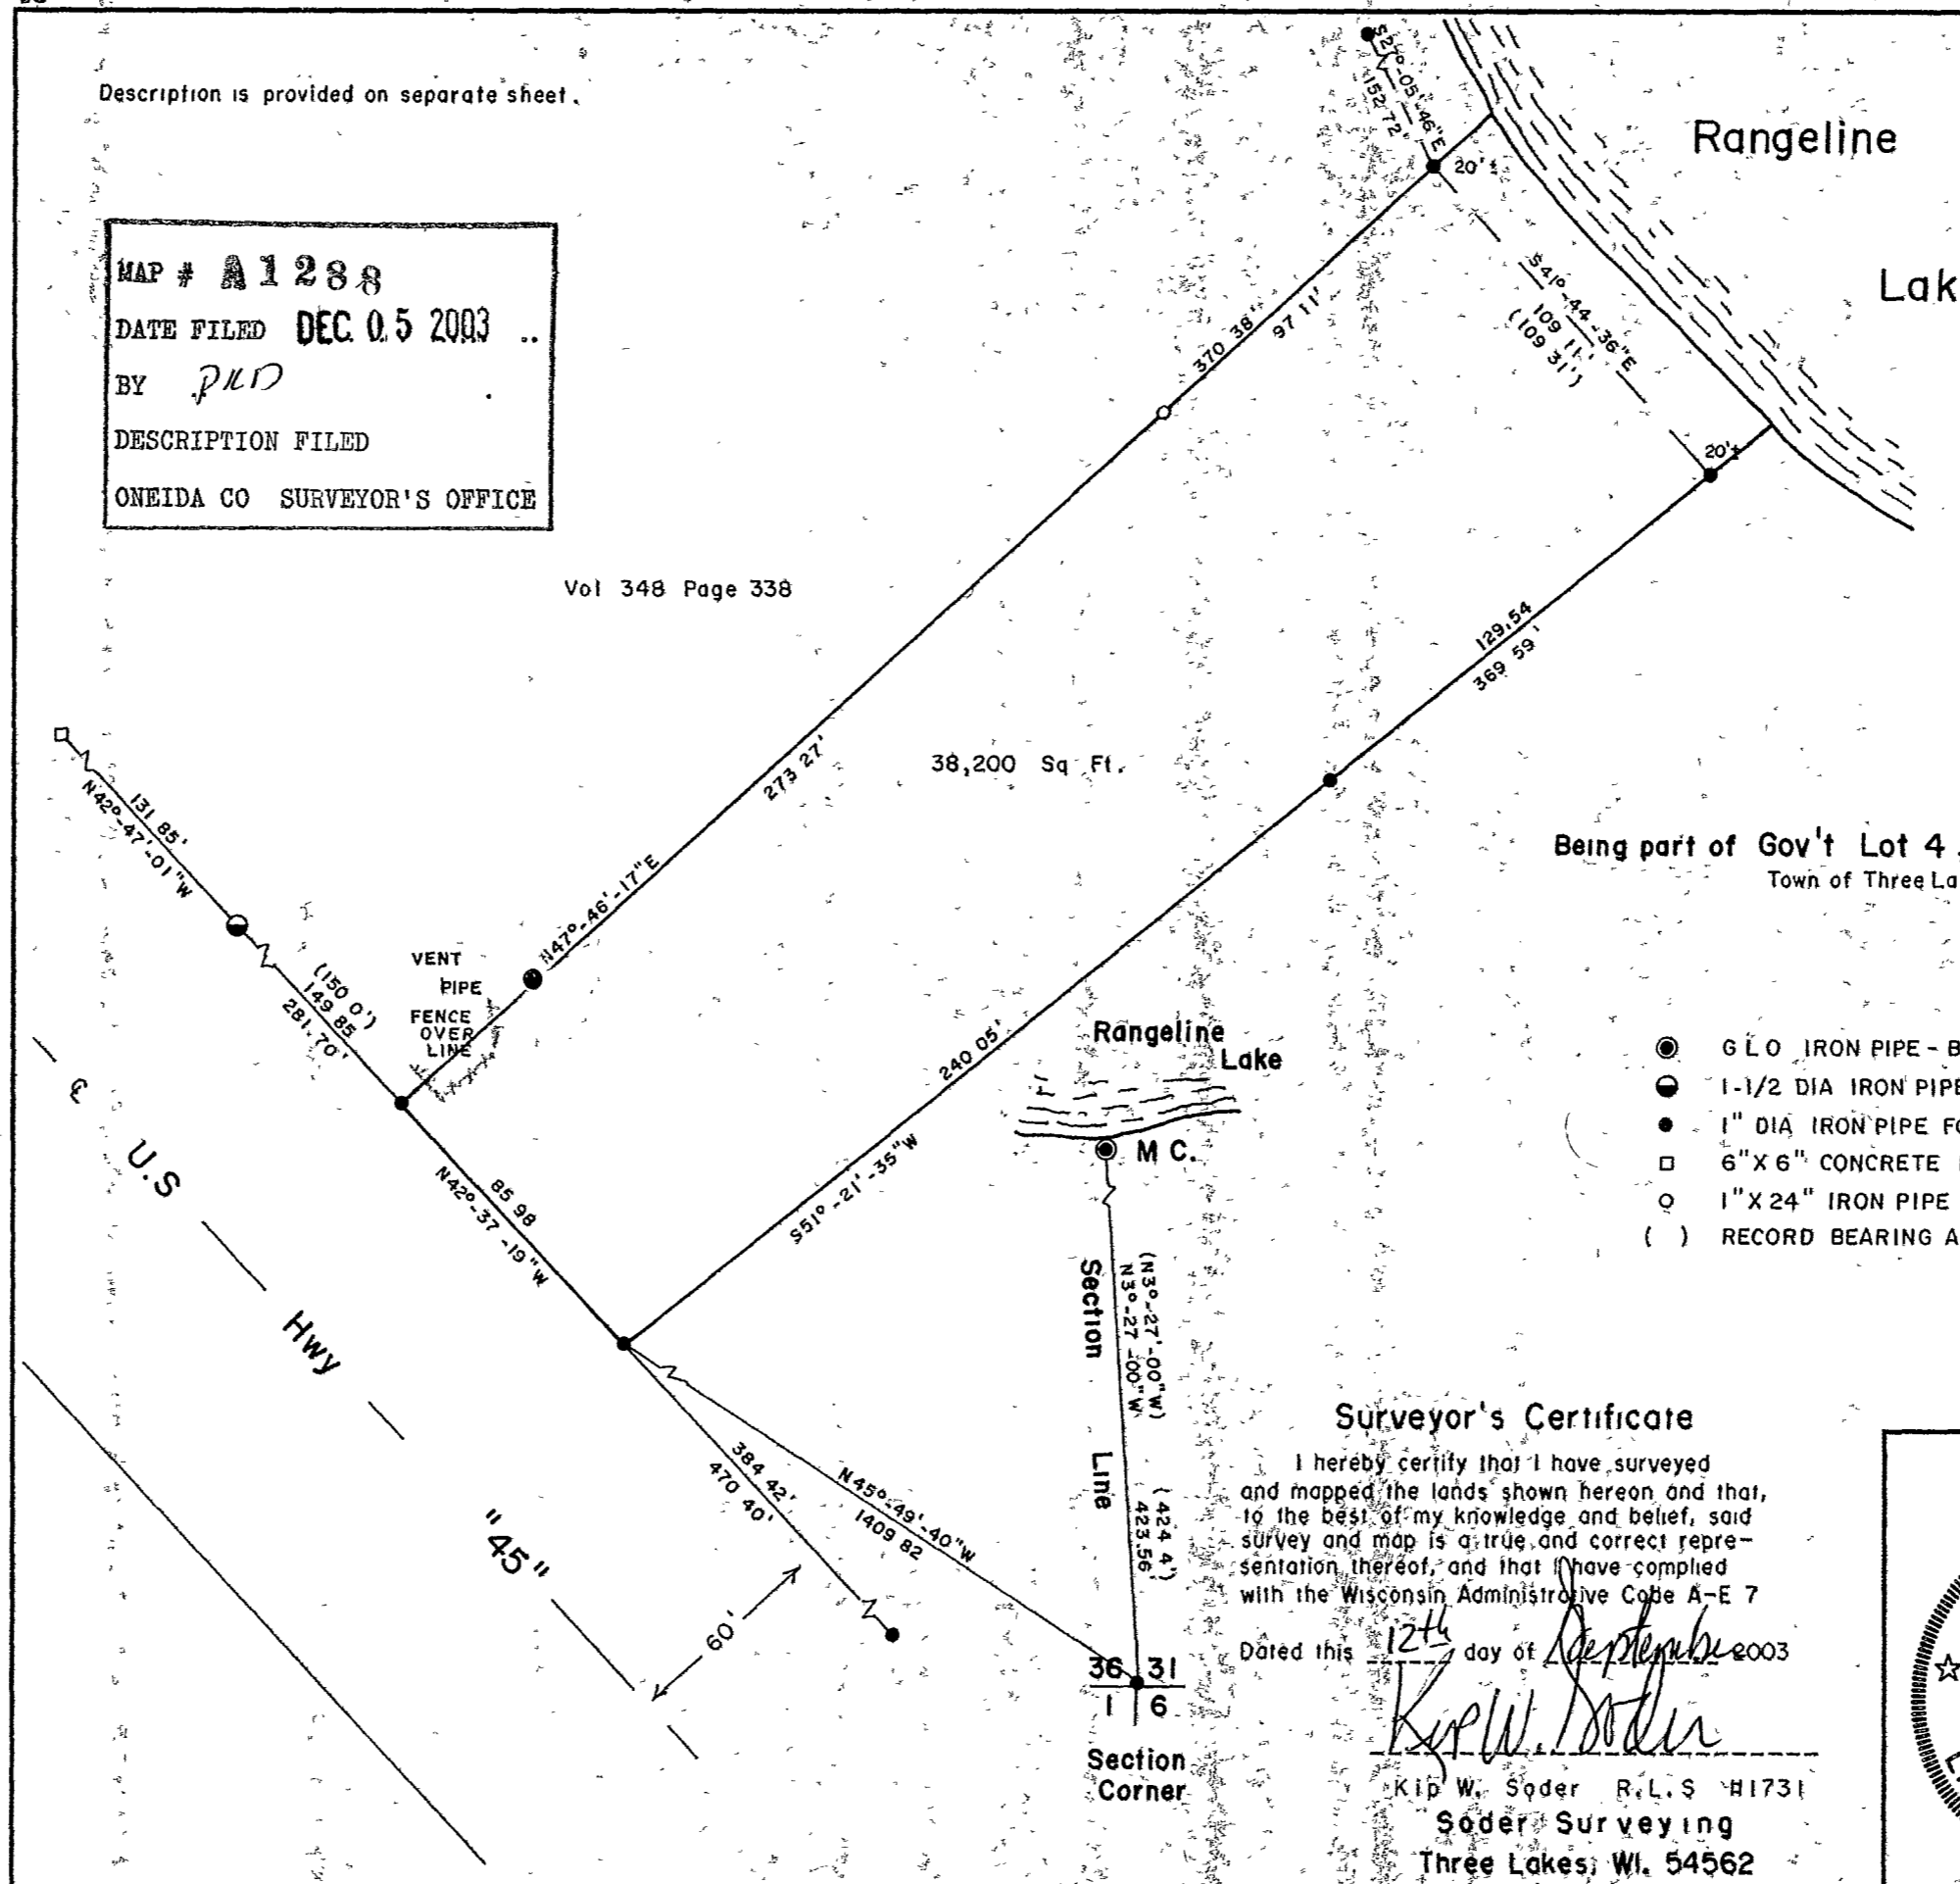 Description is provided on separate sheet.
MAP # A1288
DATE FILED DEC. 05 2003
BY
DESCRIPTION FILED
ONEIDA CO SURVEYOR'S OFFICE
S27°-05'-46"E
152 72'
20'±
Rangeline
Lak
S41°-44-36"E
109 11'
(109 31')
370 38'
97 11'
20'±
Vol 348 Page 338
129.54
369 59'
273 27'
38,200 Sq Ft.
131 85'
N42°-47'-01"W
N47°-46'-17"E
Being part of Gov't Lot 4
Town of Three La
VENT
PIPE
FENCE
OVER
LINE
(150 0')
149 85
281.70'
240 05'
S51°-21'-35"W
Rangeline
Lake
M C.
GLO IRON PIPE - B
1-1/2 DIA IRON PIPE
1" DIA IRON PIPE FO
6"X 6" CONCRETE
1"X 24" IRON PIPE
( ) RECORD BEARING A
85 98
N42°-37-19"W
U.S
Hwy
"45"
60'
384 42'
470 40'
N45°-49'-40"W
1409 82
Section
Line
(N3°-27'-00"W)
N3°-27-00"W
(424 4')
423.56'
36 31
1 6
Section
Corner
Surveyor's Certificate
I hereby certify that I have surveyed
and mapped the lands shown hereon and that,
to the best of my knowledge and belief, said
survey and map is a true and correct repre-
sentation thereof, and that I have complied
with the Wisconsin Administrative Code A-E 7
Dated this 12th day of September 2003
Kip W. Soder
Kip W. Soder R.L.S #1731
Soder Surveying
Three Lakes, WI. 54562